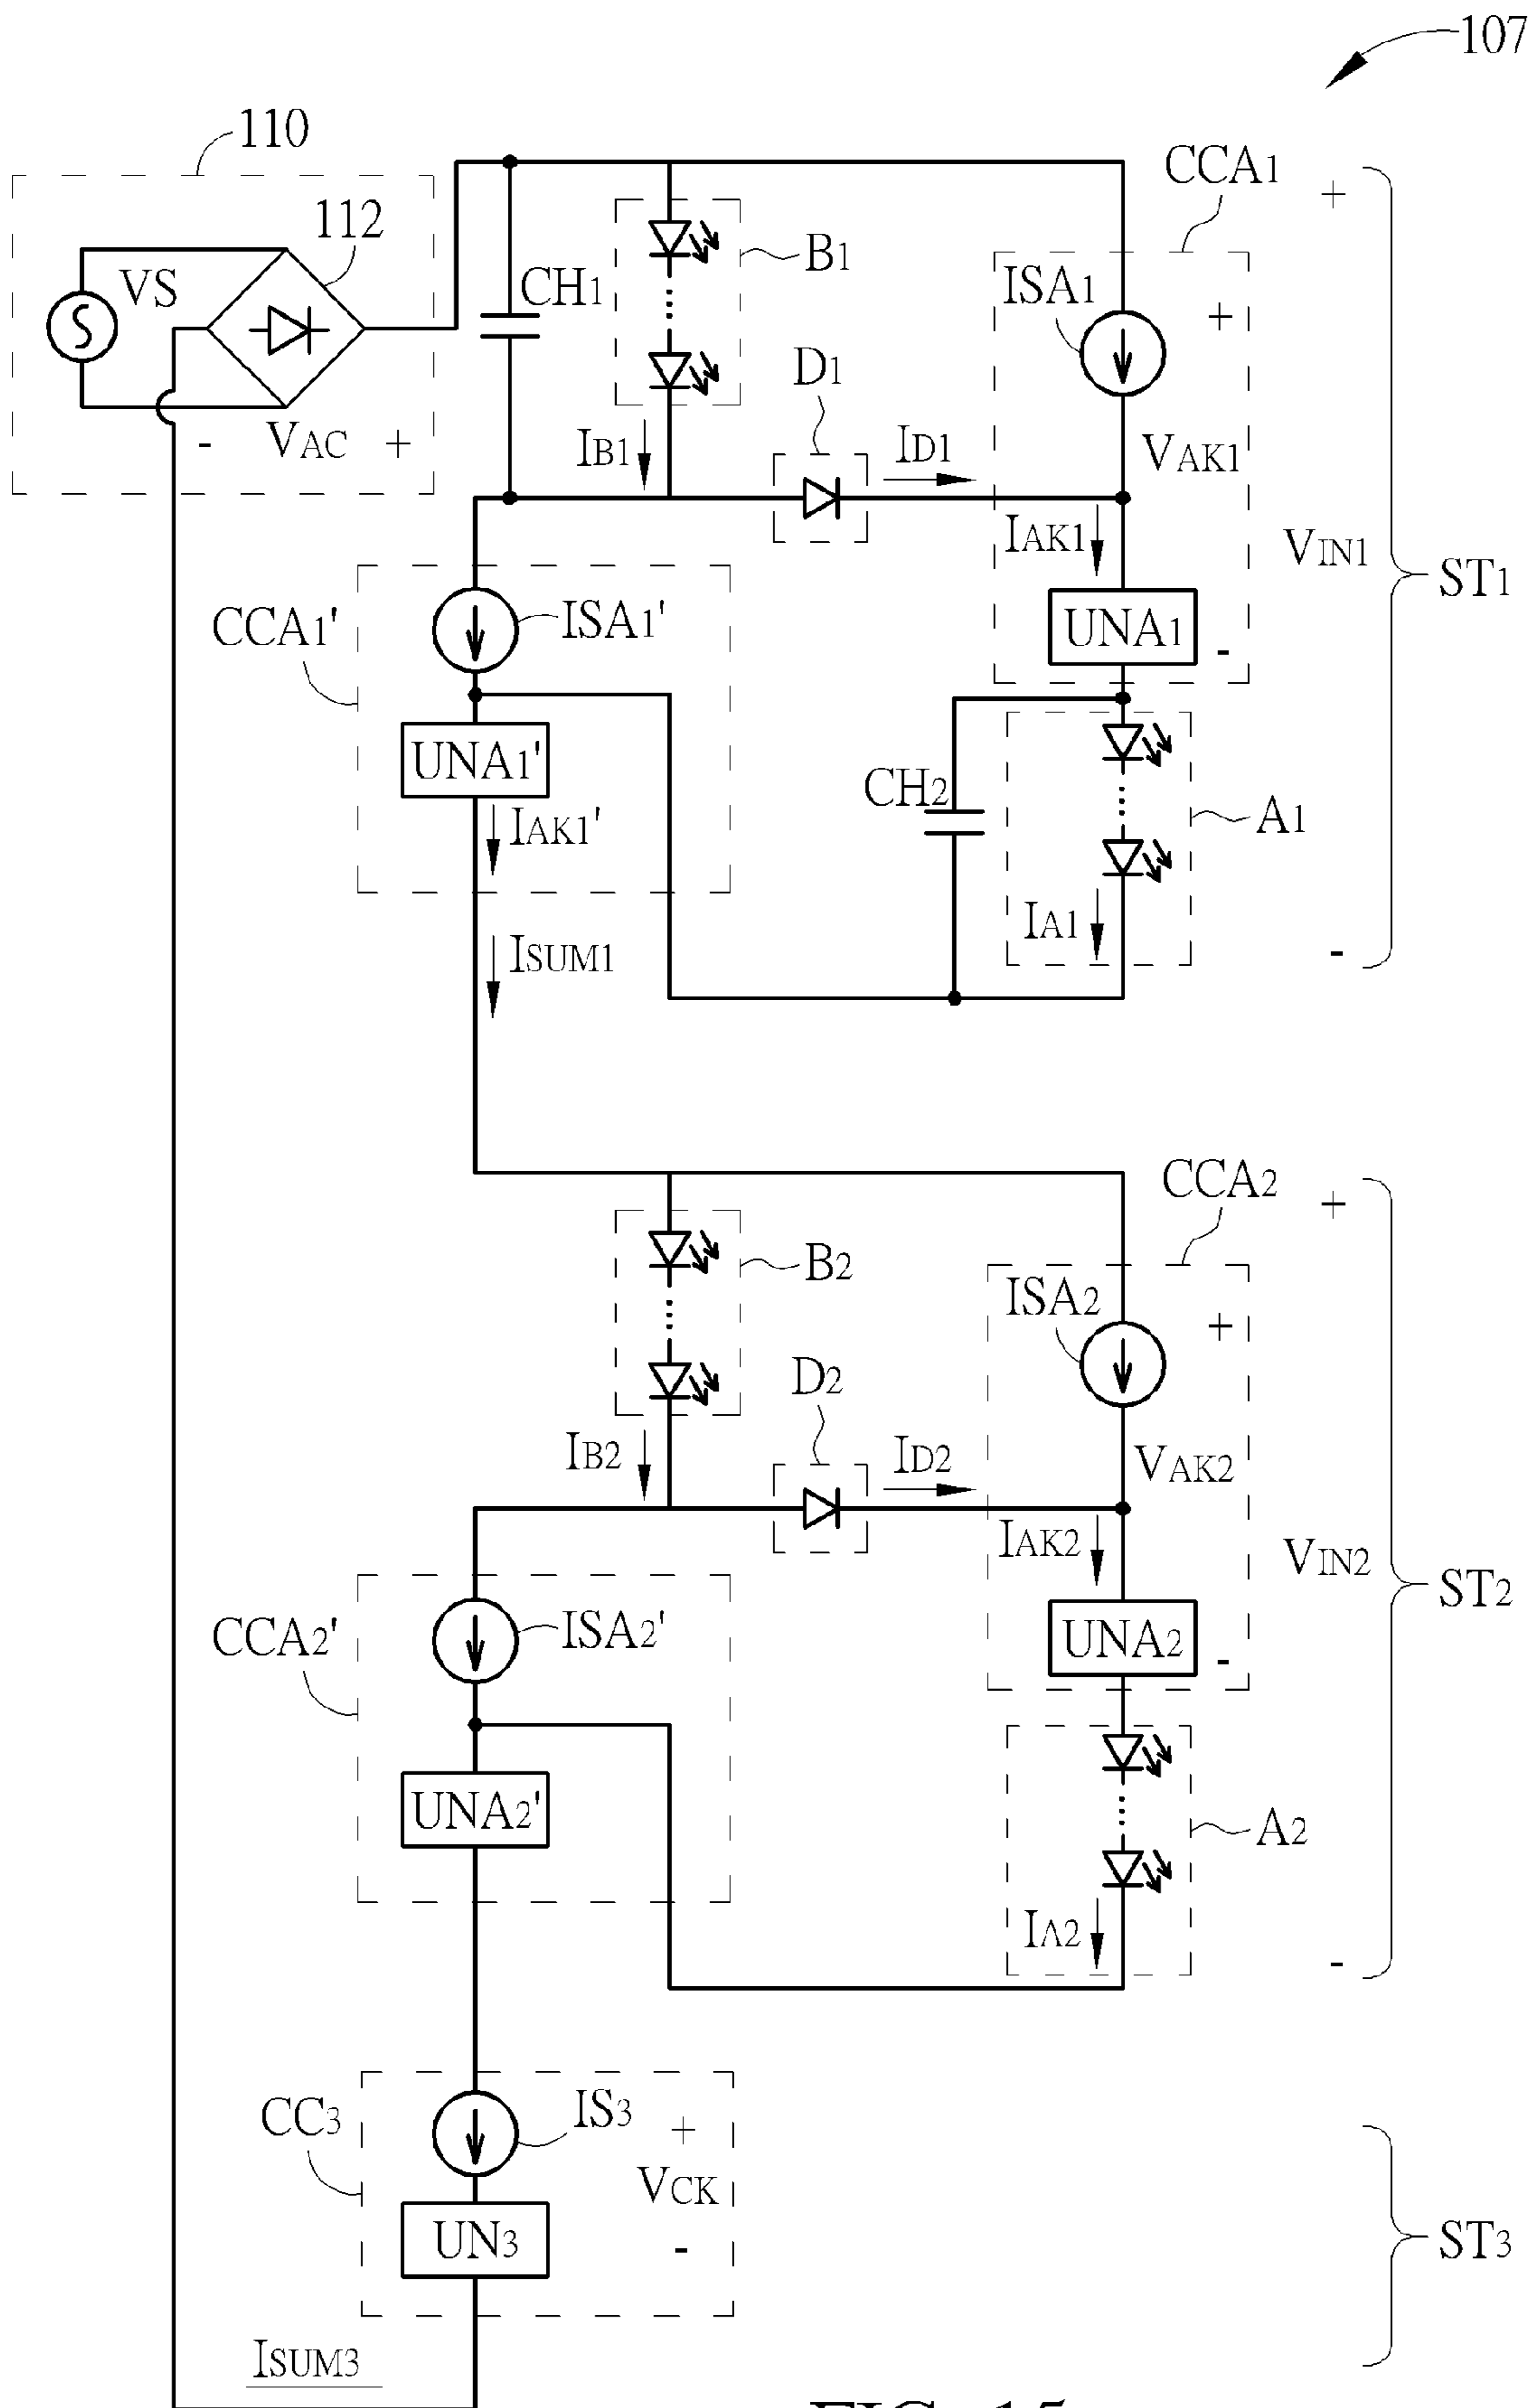 107
110
112
VS
- VAC +
CH1
B1
IB1
D1
ID1
CCA1
ISA1
+
VAK1
IAK1
UNA1
-
+
VIN1
-
ST1
CCA1'
ISA1'
UNA1'
IAK1'
ISUM1
CH2
A1
IA1
B2
IB2
D2
ID2
CCA2
ISA2
+
VAK2
IAK2
UNA2
-
+
VIN2
-
ST2
CCA2'
ISA2'
UNA2'
A2
IA2
CC3
IS3
+
VCK
-
UN3
ST3
ISUM3
FIG. 15